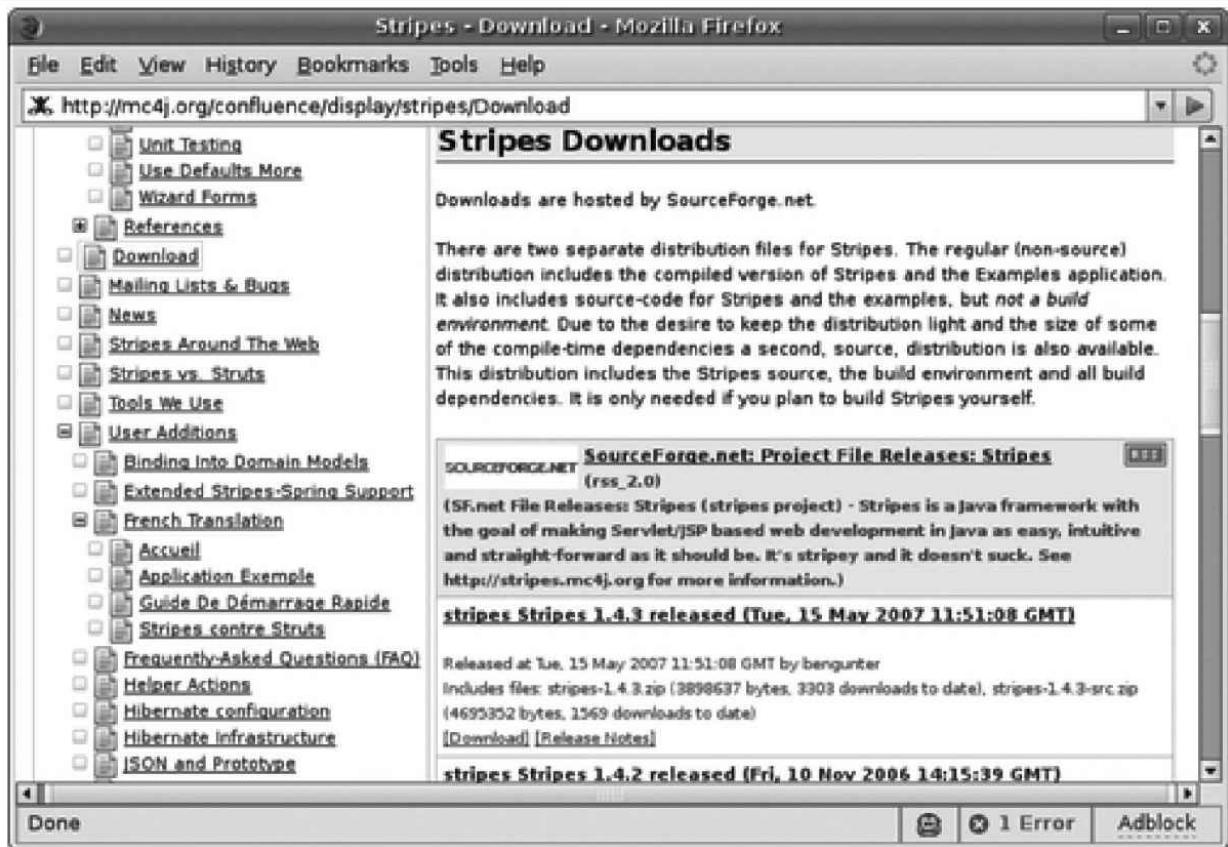 Stripes - Download - Mozilla Firefox
File Edit View History Bookmarks Tools Help
http://mc4j.org/confluence/display/stripes/Download
Unit Testing
Use Defaults More
Wizard Forms
References
Download
Mailing Lists & Bugs
News
Stripes Around The Web
Stripes vs. Struts
Tools We Use
User Additions
Binding Into Domain Models
Extended Stripes-Spring Support
French Translation
Accueil
Application Exemple
Guide De Démarrage Rapide
Stripes contre Struts
Frequently-Asked Questions (FAQ)
Helper Actions
Hibernate configuration
Hibernate Infrastructure
JSON and Prototype
Stripes Downloads
Downloads are hosted by SourceForge.net
There are two separate distribution files for Stripes. The regular (non-source)
distribution includes the compiled version of Stripes and the Examples application.
It also includes source-code for Stripes and the examples, but not a build
environment. Due to the desire to keep the distribution light and the size of some
of the compile-time dependencies a second, source, distribution is also available.
This distribution includes the Stripes source, the build environment and all build
dependencies. It is only needed if you plan to build Stripes yourself.
SOURCEFORGE.NET SourceForge.net: Project File Releases: Stripes RSS
(rss_2.0)
(SF.net File Releases: Stripes (stripes project) - Stripes is a Java framework with
the goal of making Servlet/JSP based web development in Java as easy, intuitive
and straight-forward as it should be. It's stripey and it doesn't suck. See
http://stripes.mc4j.org for more information.)
stripes Stripes 1.4.3 released (Tue, 15 May 2007 11:51:08 GMT)
Released at Tue, 15 May 2007 11:51:08 GMT by bengunter
Includes files: stripes-1.4.3.zip (3898637 bytes, 3303 downloads to date), stripes-1.4.3-src.zip
(4695352 bytes, 1569 downloads to date)
[Download] [Release Notes]
stripes Stripes 1.4.2 released (Fri, 10 Nov 2006 14:15:39 GMT)
Done 1 Error Adblock